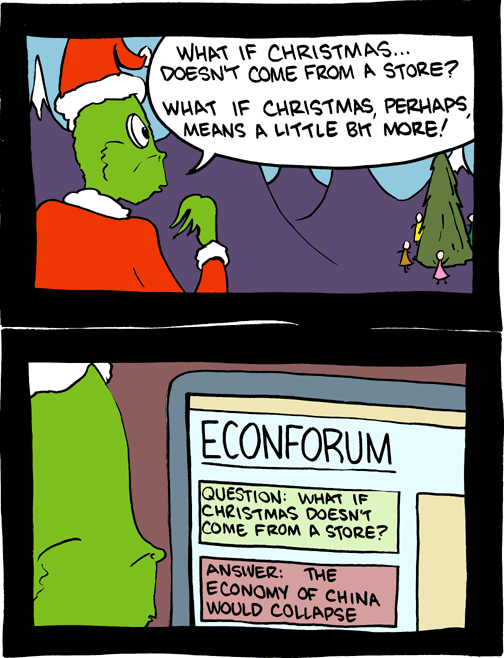 WHAT IF CHRISTMAS...
DOESN'T COME FROM A STORE?
WHAT IF CHRISTMAS, PERHAPS,
MEANS A LITTLE BIT MORE!
ECONFORUM
QUESTION: WHAT IF
CHRISTMAS DOESN'T
COME FROM A STORE?
ANSWER: THE
ECONOMY OF CHINA
WOULD COLLAPSE